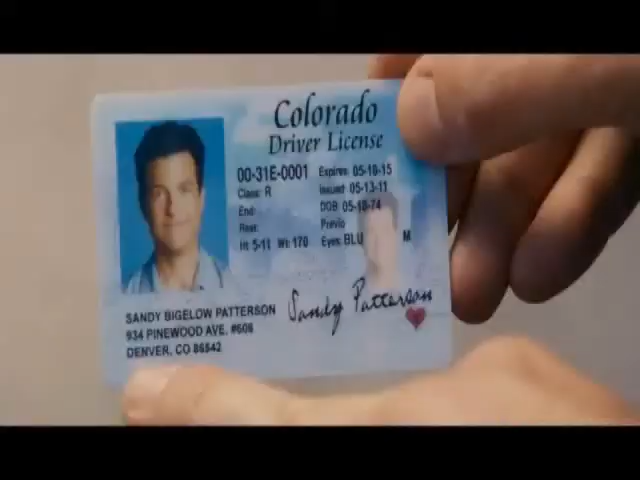 Colorado
Driver License
00-31E-0001 Expires 05-10-15
Class: R Issued 05-13-11
End: DOB 05-10-74
Rest: Previo
Ht 5-11 Wt 170 Eyes BLU M
SANDY BIGELOW PATTERSON
Sandy Patterson
934 PINEWOOD AVE. #606
DENVER, CO 86542